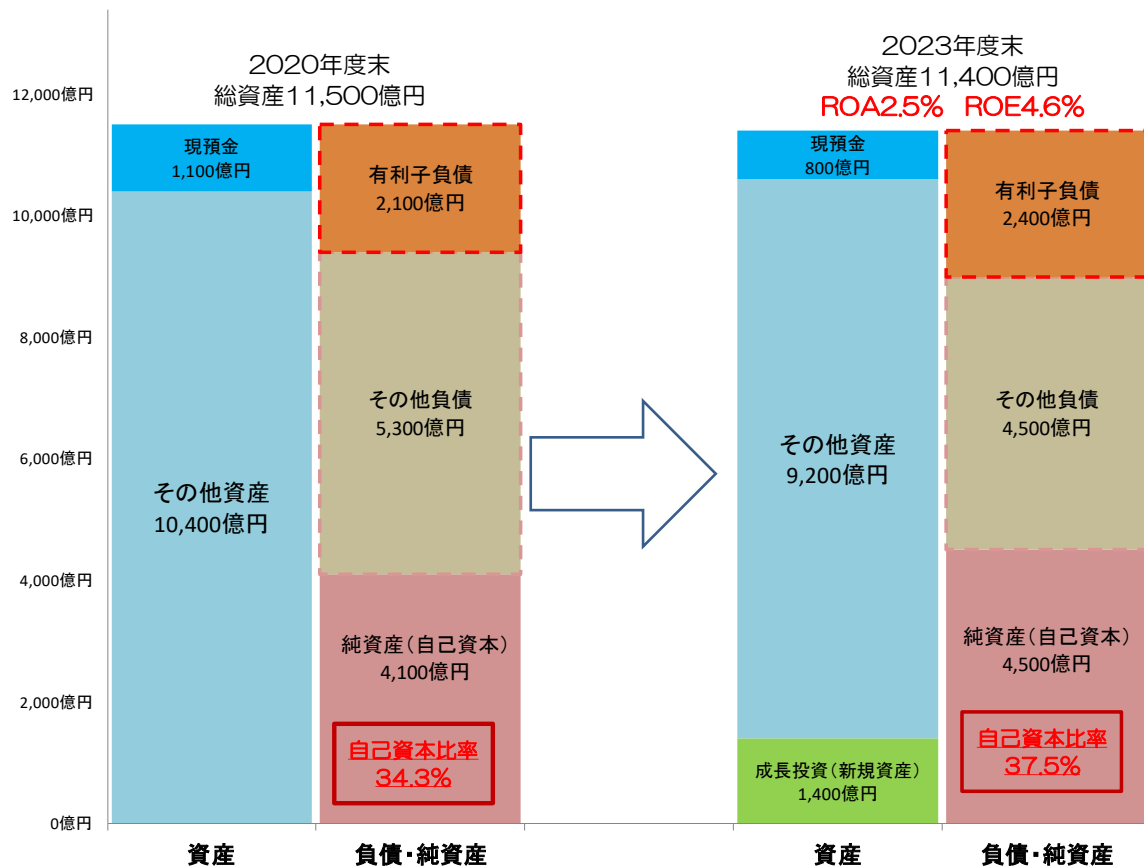 2020年度末
総資産11,500億円
2023年度末
総資産11,400億円
ROA2.5% ROE4.6%
12,000億円
10,000億円
8,000億円
6,000億円
4,000億円
2,000億円
0億円
現預金
1,100億円
その他資産
10,400億円
有利子負債
2,100億円
その他負債
5,300億円
純資産(自己資本)
4,100億円
自己資本比率
34.3%
現預金
800億円
その他資産
9,200億円
成長投資(新規資産)
1,400億円
有利子負債
2,400億円
その他負債
4,500億円
純資産(自己資本)
4,500億円
自己資本比率
37.5%
資産
負債・純資産
資産
負債・純資産